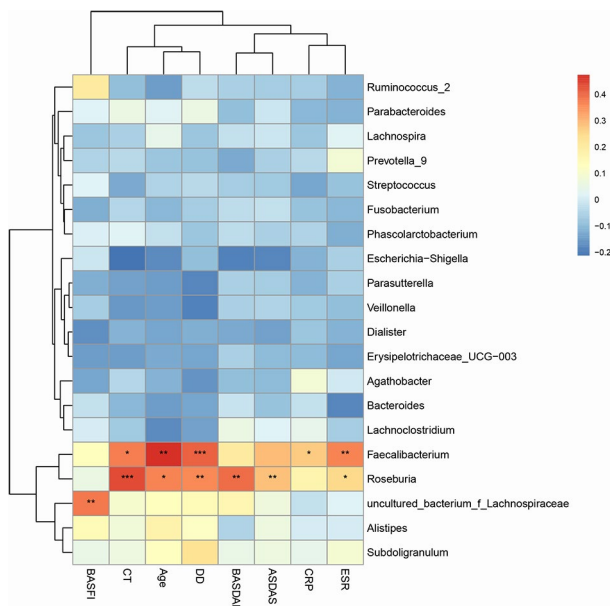 Ruminococcus_2
Parabacteroides
Lachnospira
Prevotella_9
Streptococcus
Fusobacterium
Phascolarctobacterium
Escherichia−Shigella
Parasutterella
Veillonella
Dialister
Erysipelotrichaceae_UCG−003
Agathobacter
Bacteroides
Lachnoclostridium
* ** *** * ** Faecalibacterium
*** * ** ** ** * Roseburia
** uncultured_bacterium_f_Lachnospiraceae
Alistipes
Subdoligranulum
BASFI CT Age DD BASDAI ASDAS CRP ESR
0.4
0.3
0.2
0.1
0
-0.1
-0.2